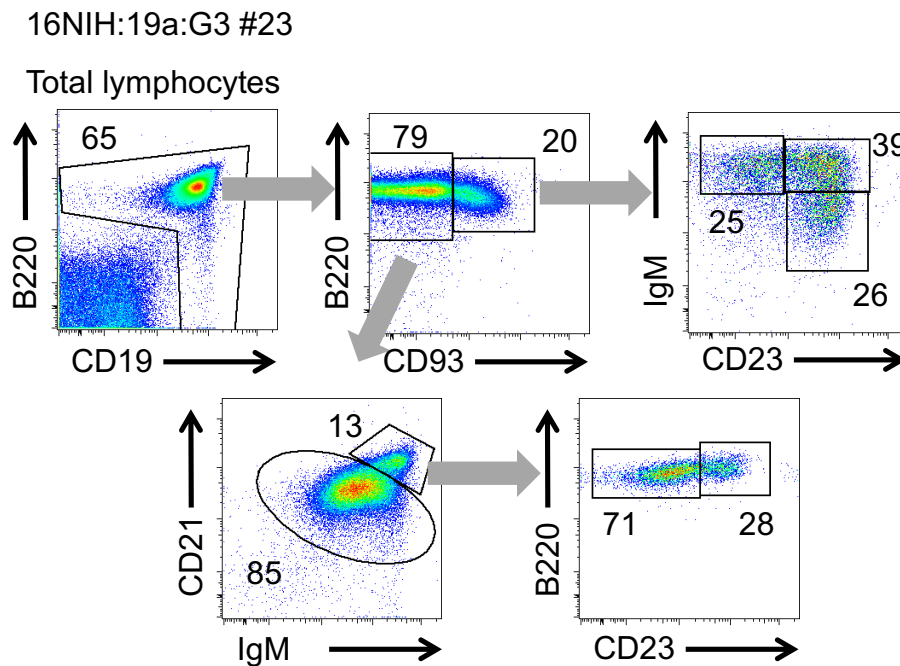 16NIH:19a:G3 #23
Total lymphocytes
65
B220
CD19
79
20
B220
CD93
39
25
26
IgM
CD23
13
85
CD21
IgM
71
28
B220
CD23